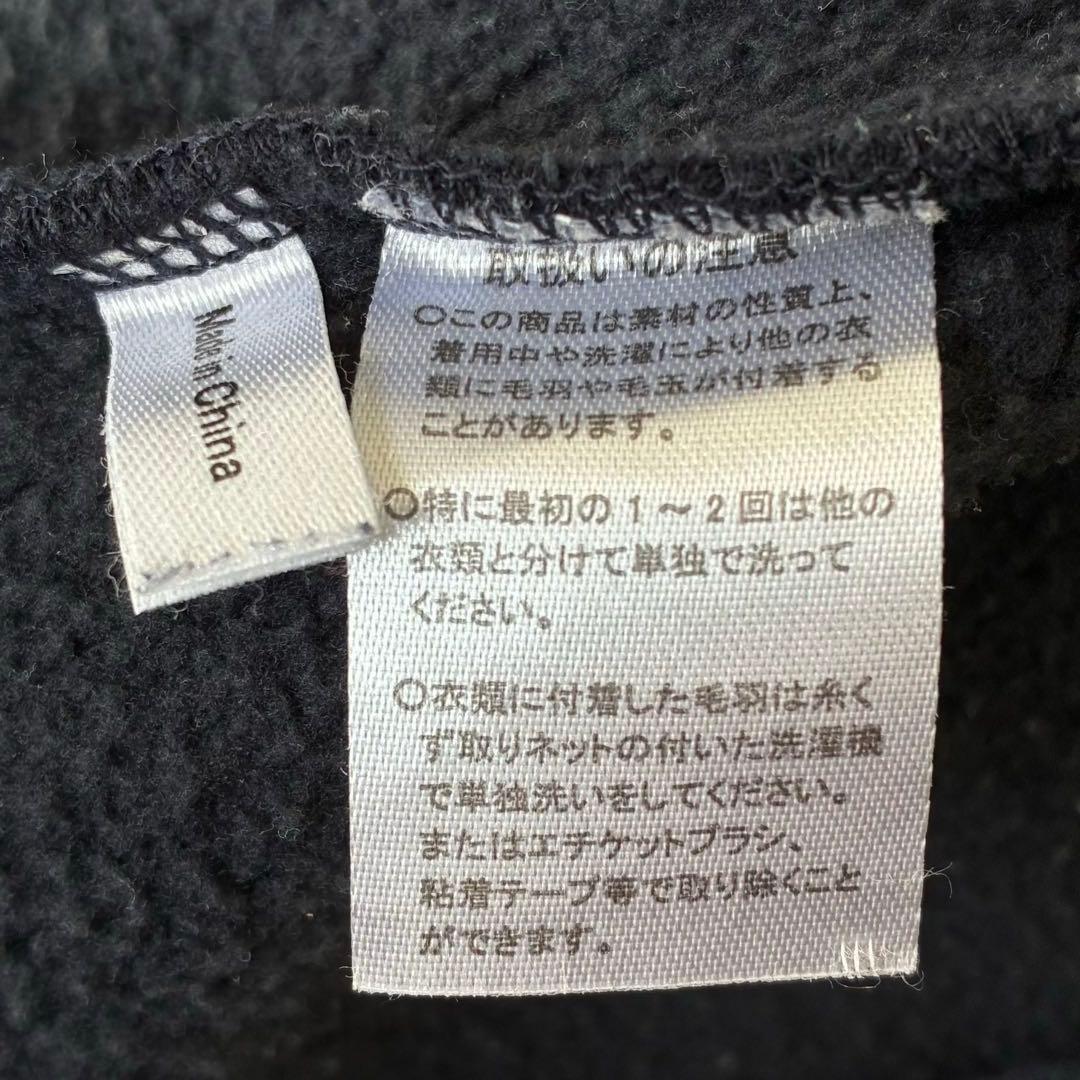 Made in China
取扱いの注意
○この商品は素材の性質上、
着用中や洗濯により他の衣
類に毛羽や毛玉が付着する
ことがあります。
○特に最初の1～2回は他の
衣類と分けて単独で洗って
ください。
○衣類に付着した毛羽は糸く
ず取りネットの付いた洗濯機
で単独洗いをしてください。
またはエチケットブラシ、
粘着テープ等で取り除くこと
ができます。